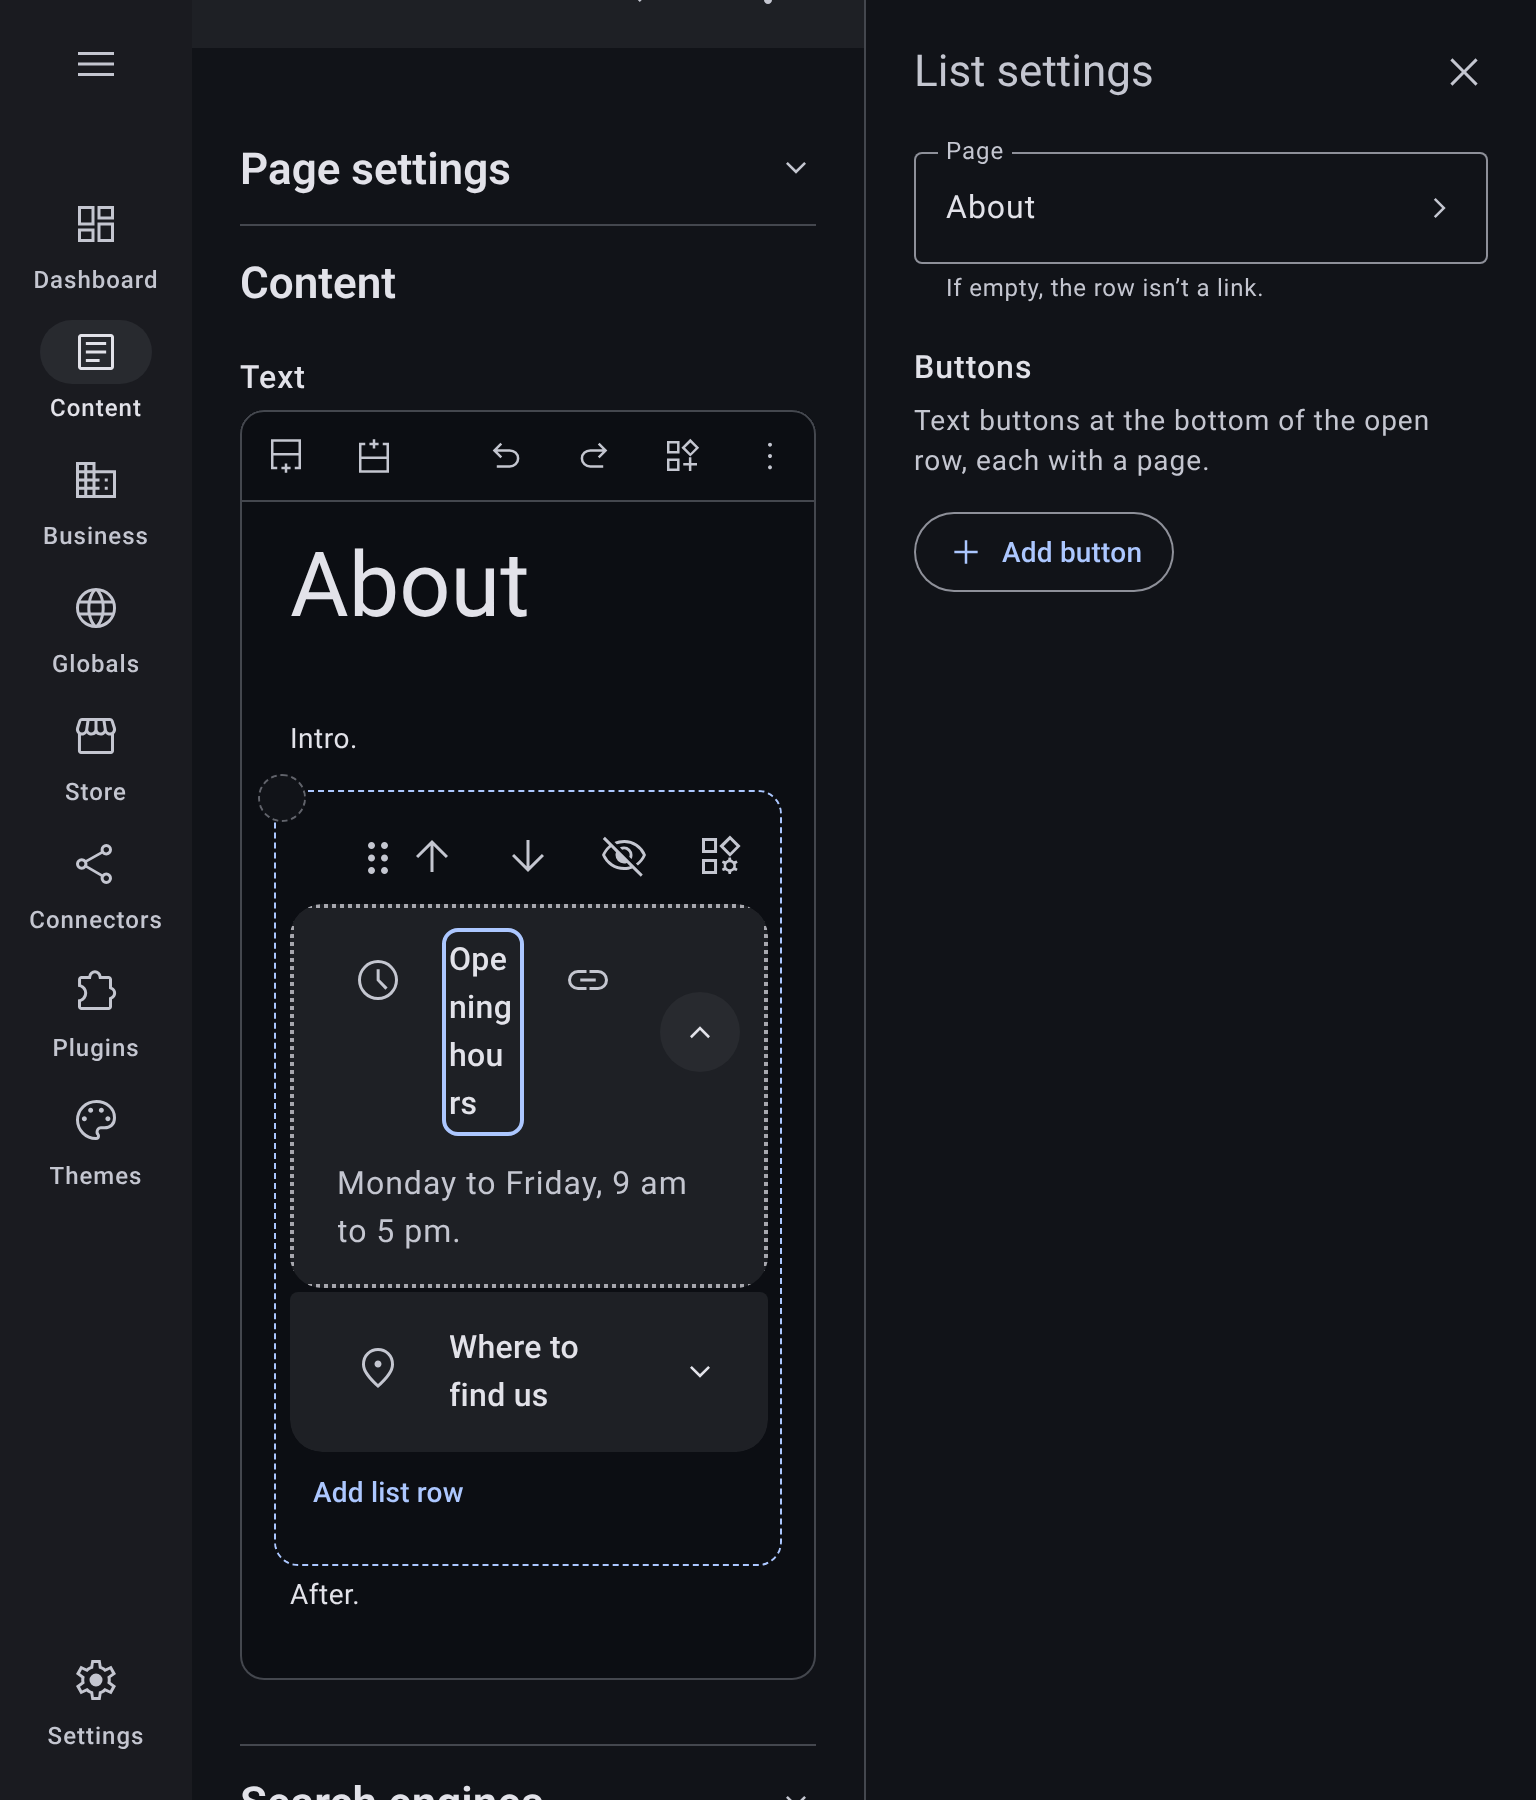 Dashboard
Content
Business
Globals
Store
Connectors
Plugins
Themes
Settings
Page settings
Content
Text
About
Intro.
Ope
ning
hou
rs
Monday to Friday, 9 am
to 5 pm.
Where to
find us
Add list row
After.
Search engines
List settings
Page
About
If empty, the row isn’t a link.
Buttons
Text buttons at the bottom of the open
row, each with a page.
Add button